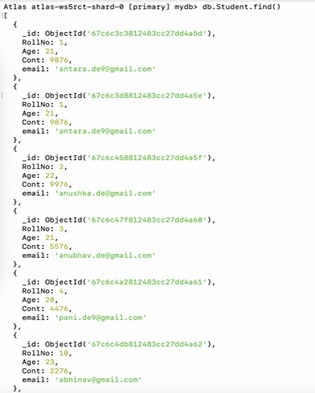 Atlas atlas-ws5rct-shard-0 [primary] mydb> db.Student.find()
[
{
_id: ObjectId('67c6c3c3812483cc27dd4a5d'),
RollNo: 1,
Age: 21,
Cont: 9876,
email: 'antara.de9@gmail.com'
},
{
_id: ObjectId('67c6c3d8812483cc27dd4a5e'),
RollNo: 1,
Age: 21,
Cont: 9876,
email: 'antara.de9@gmail.com'
},
{
_id: ObjectId('67c6c458812483cc27dd4a5f'),
RollNo: 2,
Age: 22,
Cont: 9976,
email: 'anushka.de@gmail.com'
},
{
_id: ObjectId('67c6c47f812483cc27dd4a60'),
RollNo: 3,
Age: 21,
Cont: 5576,
email: 'anubhav.de@gmail.com'
},
{
_id: ObjectId('67c6c4a2812483cc27dd4a61'),
RollNo: 4,
Age: 20,
Cont: 4476,
email: 'pani.de9@gmail.com'
},
{
_id: ObjectId('67c6c4db812483cc27dd4a62'),
RollNo: 10,
Age: 23,
Cont: 2276,
email: 'abhinav@gmail.com'
},